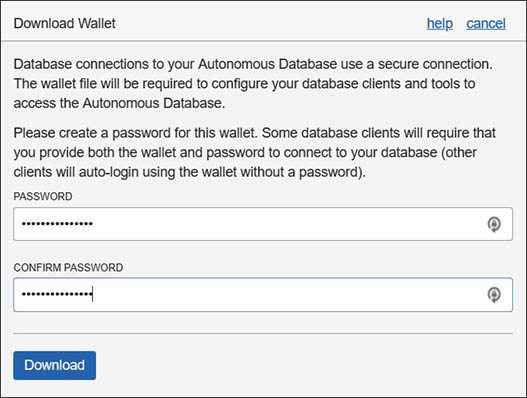 Download Wallet help cancel
Database connections to your Autonomous Database use a secure connection.
The wallet file will be required to configure your database clients and tools to
access the Autonomous Database.
Please create a password for this wallet. Some database clients will require that
you provide both the wallet and password to connect to your database (other
clients will auto-login using the wallet without a password).
PASSWORD
•••••••••••••••
CONFIRM PASSWORD
•••••••••••••••
Download